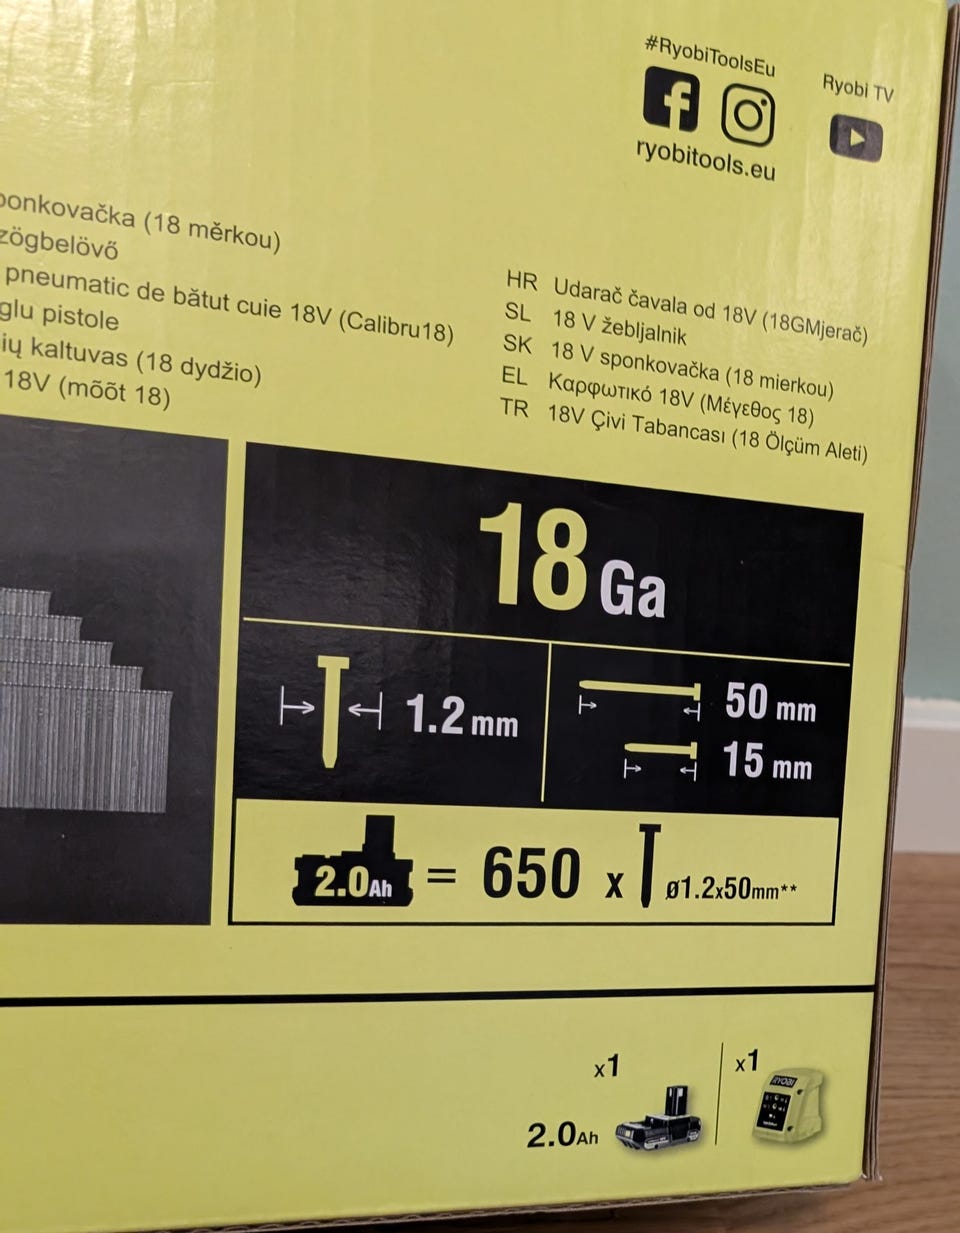 #RyobiToolsEu
Ryobi TV
ryobitools.eu
ponkovačka (18 měrkou)
zögbelövő
pneumatic de bătut cuie 18V (Calibru18)
glu pistole
ių kaltuvas (18 dydžio)
18V (mõõt 18)
HR Udarač čavala od 18V (18GMjerač)
SL 18 V žebljalnik
SK 18 V sponkovačka (18 mierkou)
EL Καρφωτικό 18V (Μέγεθος 18)
TR 18V Çivi Tabancası (18 Ölçüm Aleti)
18 Ga
1.2 mm
50 mm
15 mm
2.0Ah = 650 x ø1.2x50mm**
x1
2.0Ah
x1
RYOBI